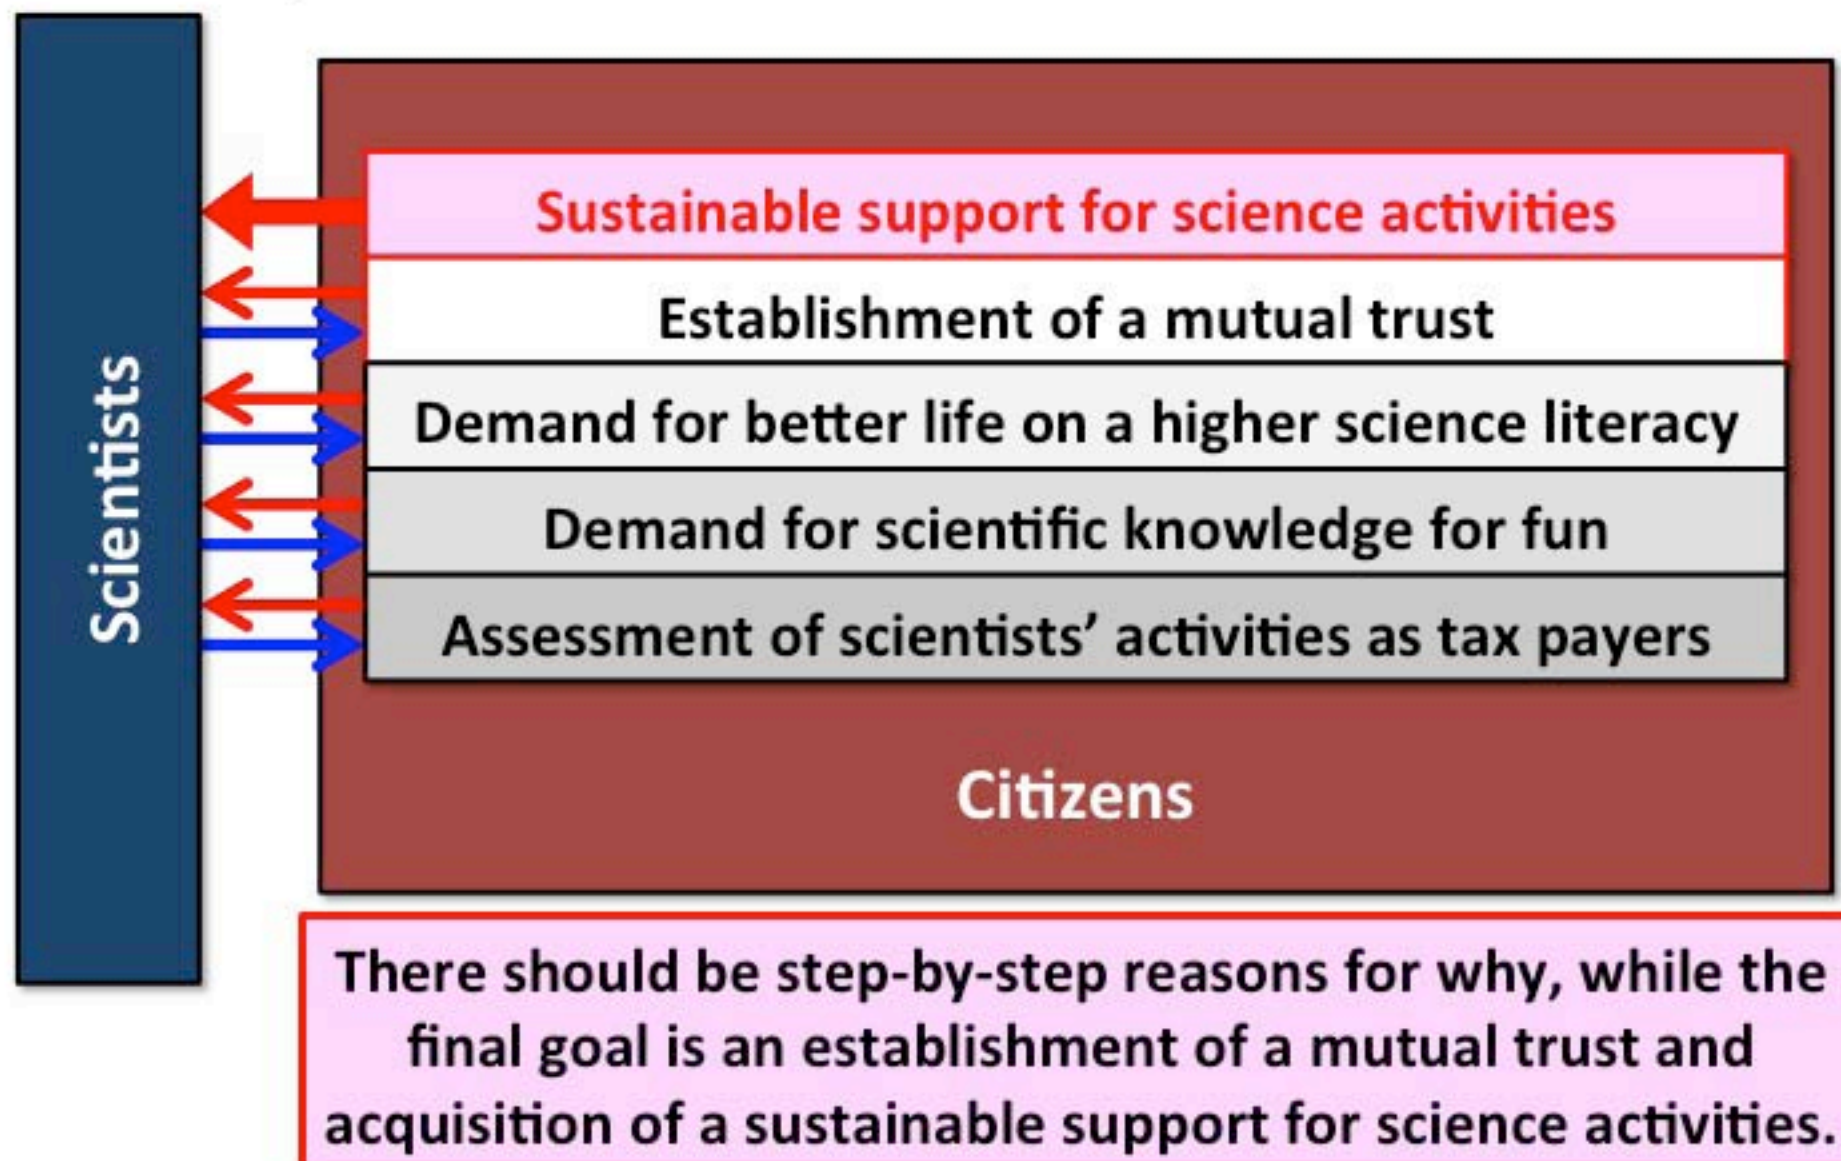 Scientists
Sustainable support for science activities
Establishment of a mutual trust
Demand for better life on a higher science literacy
Demand for scientific knowledge for fun
Assessment of scientists’ activities as tax payers
Citizens
There should be step-by-step reasons for why, while the
final goal is an establishment of a mutual trust and
acquisition of a sustainable support for science activities.